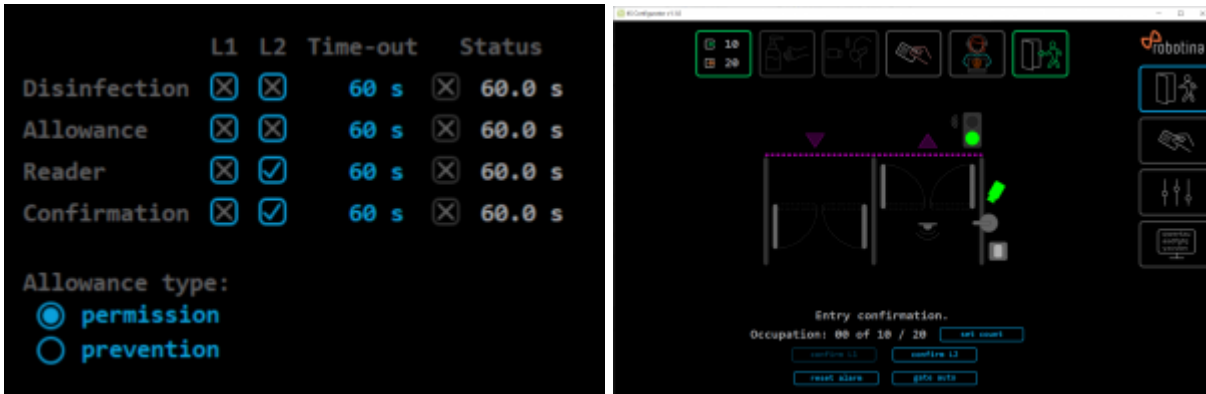 L1 L2 Time-out Status
Disinfection 60 s 60.0 s
Allowance 60 s 60.0 s
Reader 60 s 60.0 s
Confirmation 60 s 60.0 s
Allowance type:
permission
prevention
10
20
robotina
Entry confirmation.
Occupation: 00 of 10 / 20 set count
confirm L1 confirm L2
reset alarm gate auto